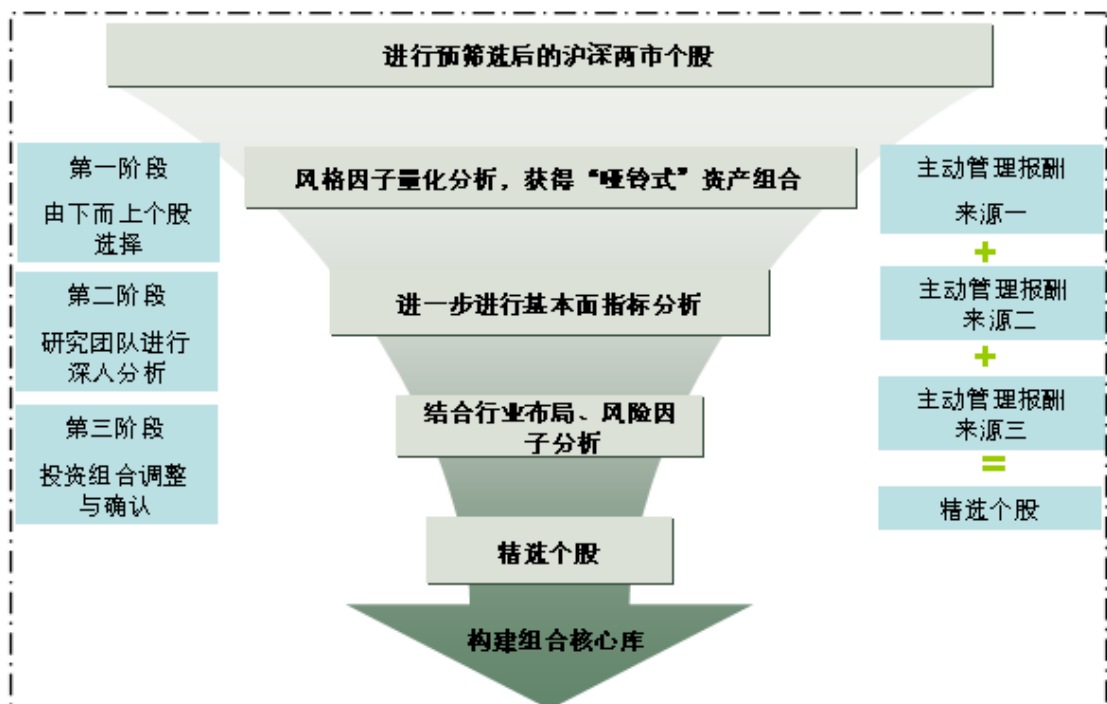 进行预筛选后的沪深两市个股
第一阶段
由下而上个股
选择
风格因子量化分析，获得“哑铃式”资产组合
主动管理报酬
来源一
+
第二阶段
研究团队进行
深入分析
进一步进行基本面指标分析
主动管理报酬
来源二
+
第三阶段
投资组合调整
与确认
结合行业布局、风险因
子分析
主动管理报酬
来源三
=
精选个股
精选个股
构建组合核心库